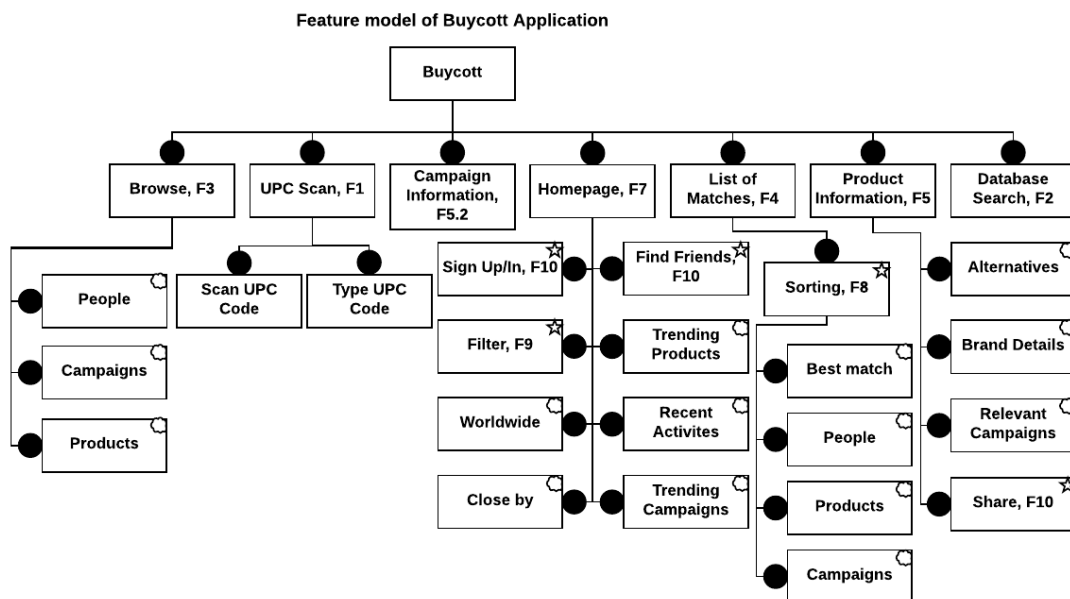 Feature model of Buycott Application
Buycott
Browse, F3
UPC Scan, F1
Campaign
Information,
F5.2
Homepage, F7
List of
Matches, F4
Product
Information, F5
Database
Search, F2
People
Campaigns
Products
Scan UPC
Code
Type UPC
Code
Sign Up/In, F10
Filter, F9
Worldwide
Close by
Find Friends,
F10
Trending
Products
Recent
Activites
Trending
Campaigns
Sorting, F8
Best match
People
Products
Campaigns
Alternatives
Brand Details
Relevant
Campaigns
Share, F10